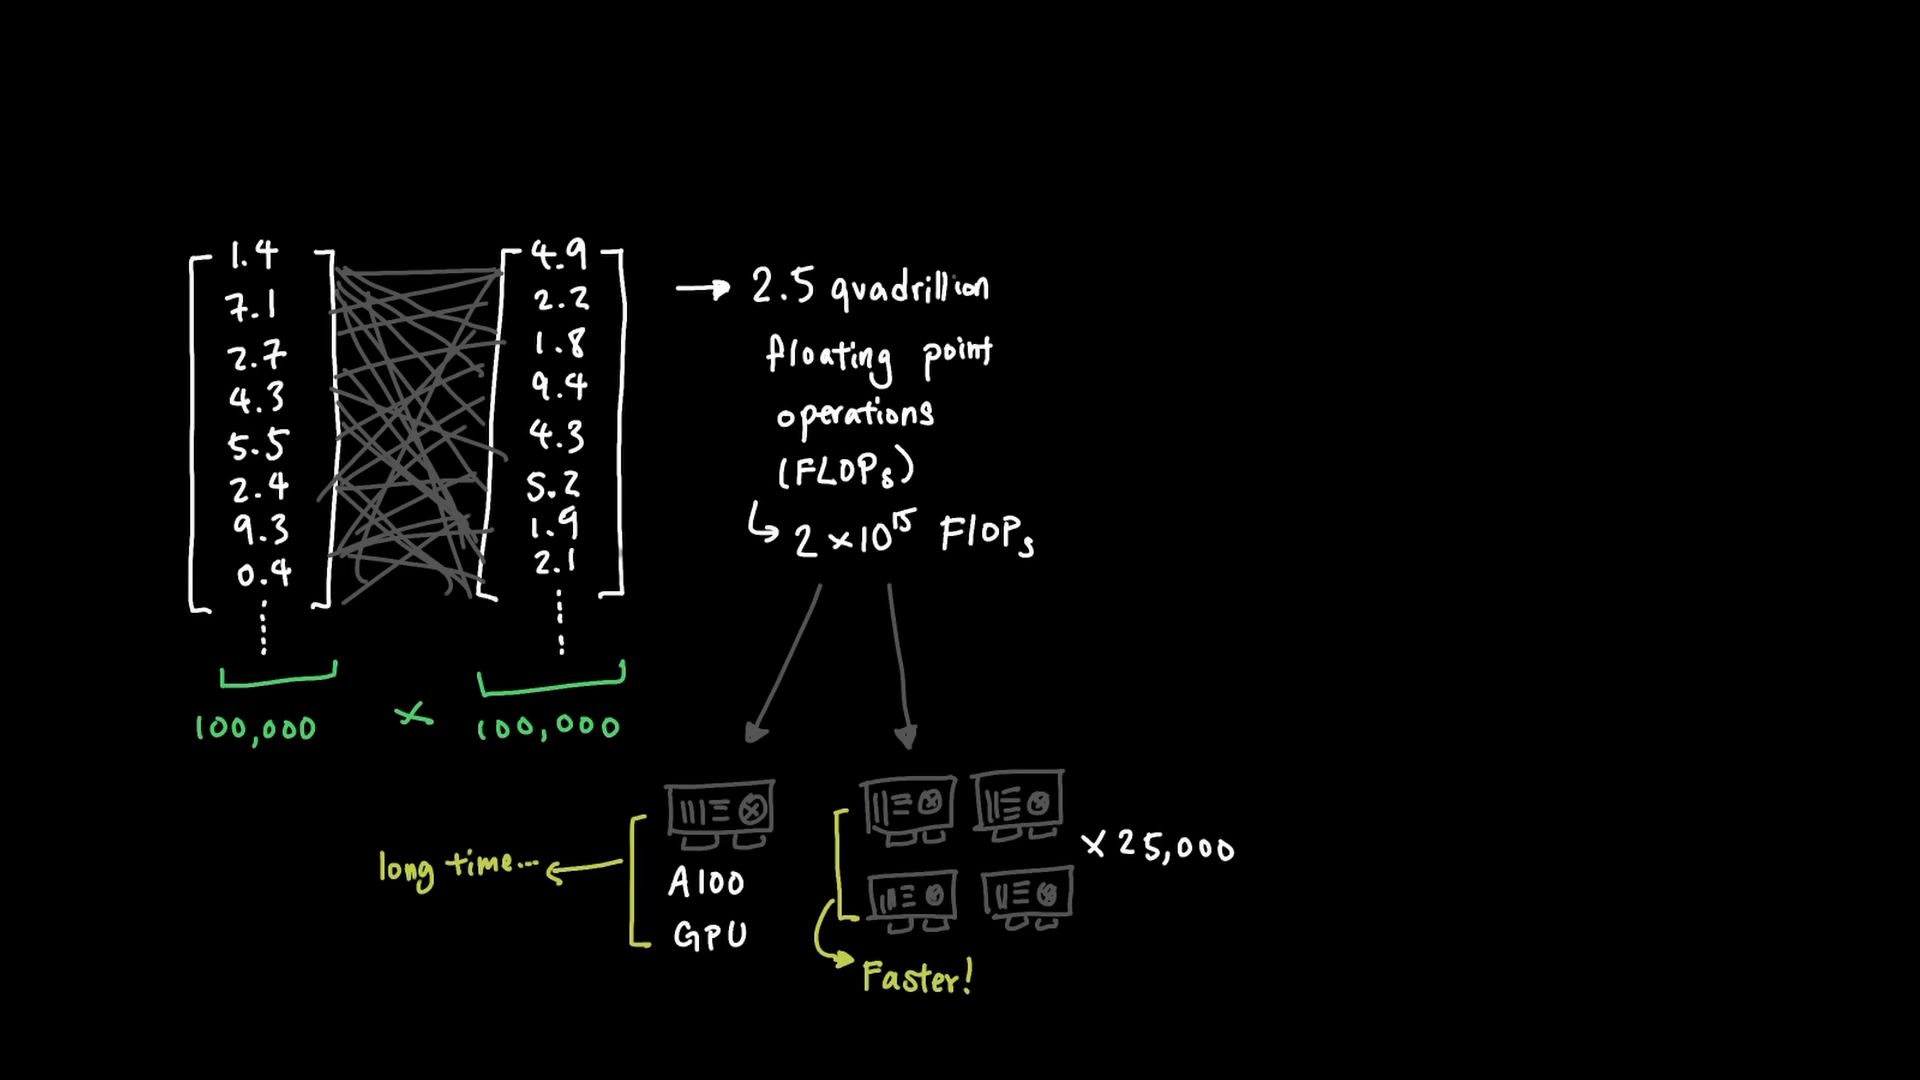 1.4
7.1
2.7
4.3
5.5
2.4
9.3
0.4
100,000
×
4.9
2.2
1.8
9.4
4.3
5.2
1.9
2.1
100,000
→ 2.5 quadrillion
floating point
operations
(FLOPs)
2 × 10¹⁵ FlOPs
long time...
A100
GPU
× 25,000
Faster!